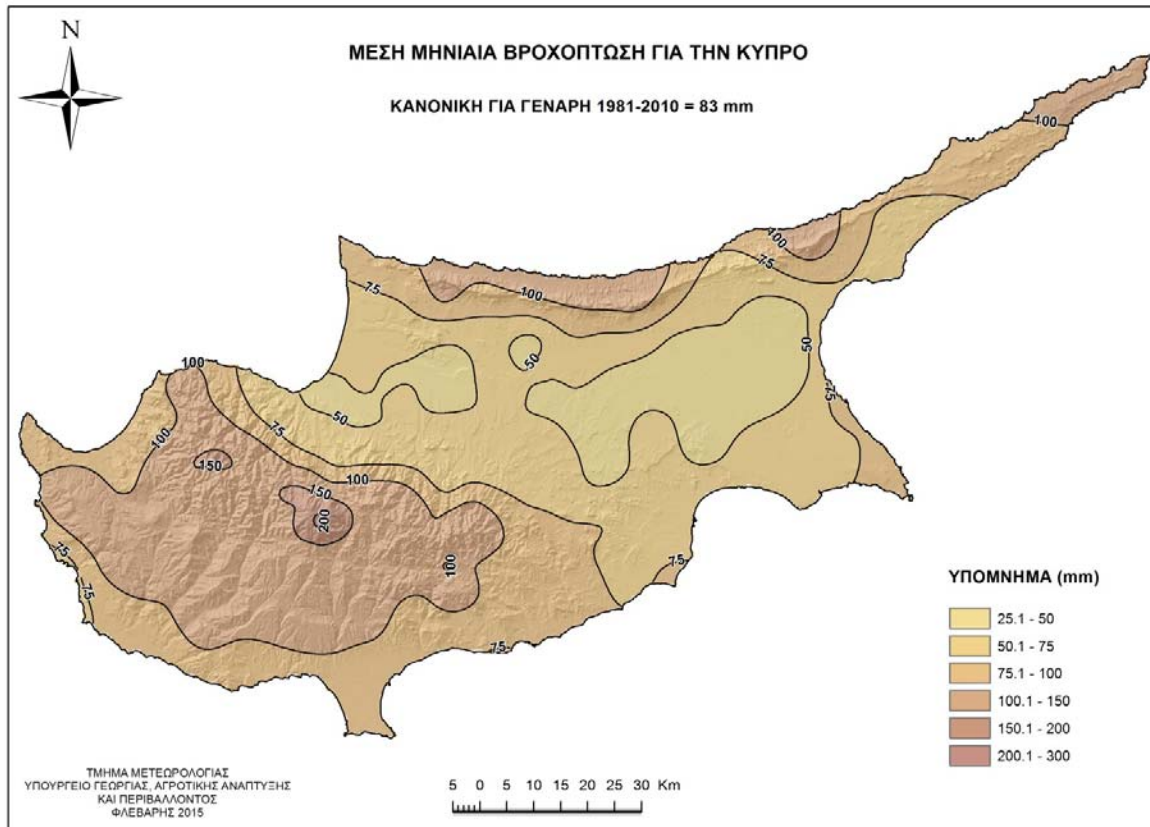 N
ΜΕΣΗ ΜΗΝΙΑΙΑ ΒΡΟΧΟΠΤΩΣΗ ΓΙΑ ΤΗΝ ΚΥΠΡΟ
ΚΑΝΟΝΙΚΗ ΓΙΑ ΓΕΝΑΡΗ 1981-2010 = 83 mm
100
100
75
75
100
50
50
100
50
75
75
100
150
100
150
200
100
75
75
75
75
ΥΠΟΜΝΗΜΑ (mm)
25.1 - 50
50.1 - 75
75.1 - 100
100.1 - 150
150.1 - 200
200.1 - 300
ΤΜΗΜΑ ΜΕΤΕΩΡΟΛΟΓΙΑΣ
ΥΠΟΥΡΓΕΙΟ ΓΕΩΡΓΙΑΣ, ΑΓΡΟΤΙΚΗΣ ΑΝΑΠΤΥΞΗΣ
ΚΑΙ ΠΕΡΙΒΑΛΛΟΝΤΟΣ
ΦΛΕΒΑΡΗΣ 2015
5 0 5 10 15 20 25 30 Km